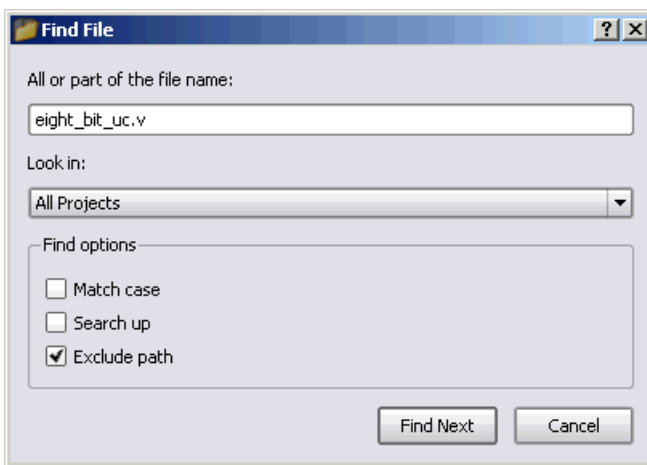 Find File
All or part of the file name:
eight_bit_uc.v
Look in:
All Projects
Find options
Match case
Search up
Exclude path
Find Next Cancel